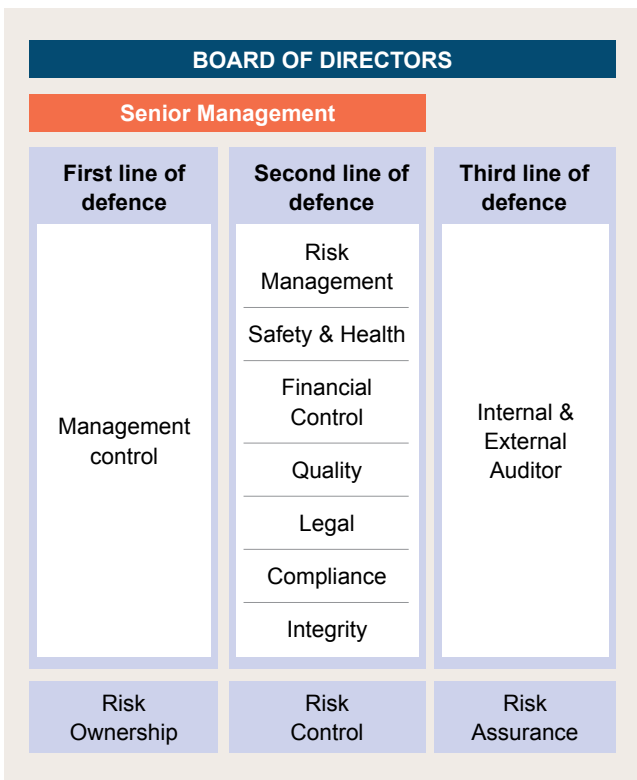 BOARD OF DIRECTORS
Senior Management
First line of
defence
Management
control
Risk
Ownership
Second line of
defence
Risk
Management
Safety & Health
Financial
Control
Quality
Legal
Compliance
Integrity
Risk
Control
Third line of
defence
Internal &
External
Auditor
Risk
Assurance